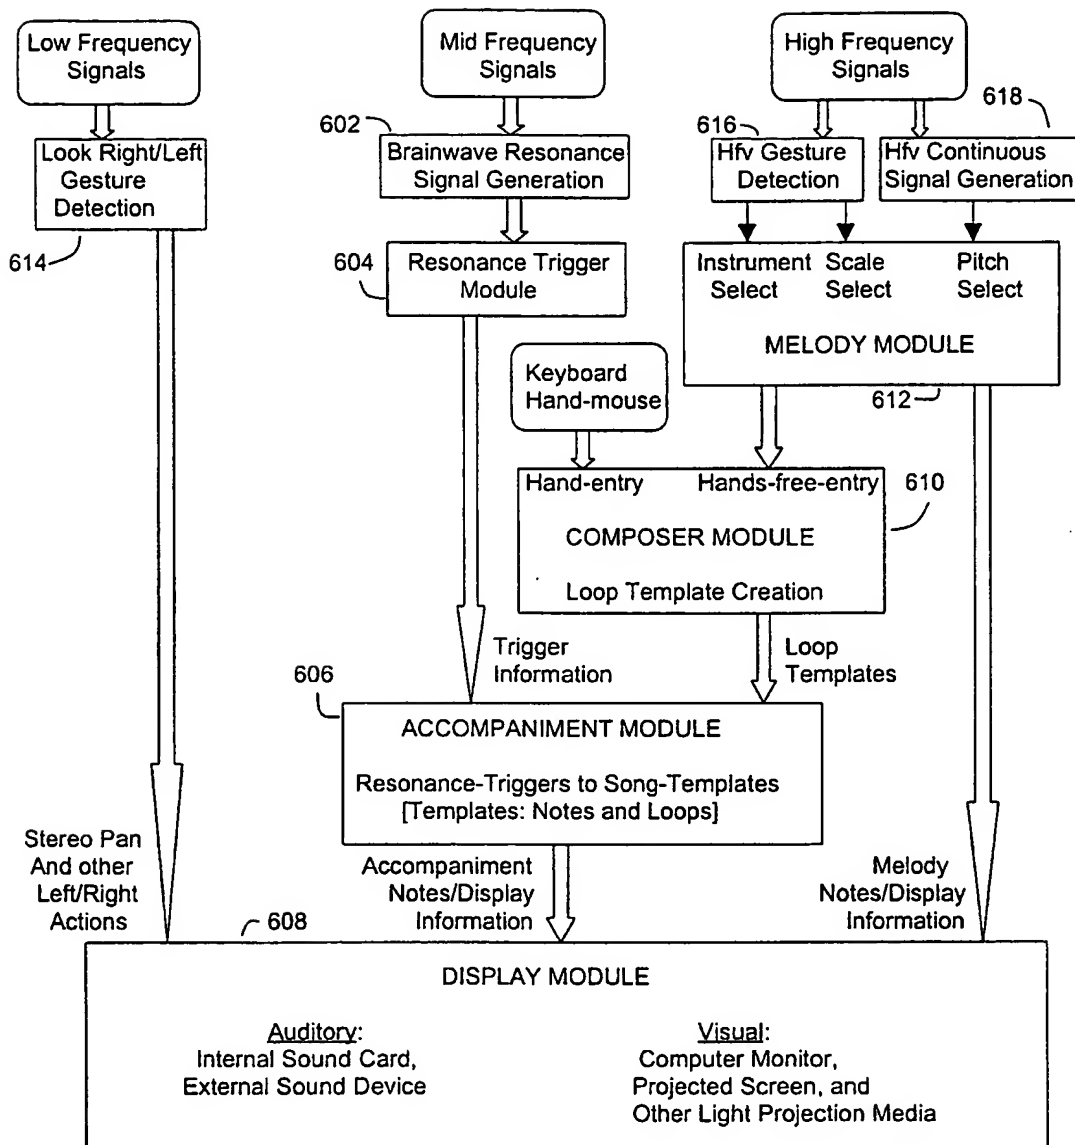 Low Frequency
Signals
Mid Frequency
Signals
High Frequency
Signals
602
616
618
Look Right/Left
Gesture
Detection
Brainwave Resonance
Signal Generation
Hfv Gesture
Detection
Hfv Continuous
Signal Generation
614
604
Resonance Trigger
Module
Instrument
Select
Scale
Select
Pitch
Select
MELODY MODULE
612
Keyboard
Hand-mouse
Hand-entry
Hands-free-entry
610
COMPOSER MODULE
Loop Template Creation
Trigger
Information
Loop
Templates
606
ACCOMPANIMENT MODULE
Resonance-Triggers to Song-Templates
[Templates: Notes and Loops]
Stereo Pan
And other
Left/Right
Actions
Accompaniment
Notes/Display
Information
Melody
Notes/Display
Information
608
DISPLAY MODULE
Auditory:
Internal Sound Card,
External Sound Device
Visual:
Computer Monitor,
Projected Screen, and
Other Light Projection Media